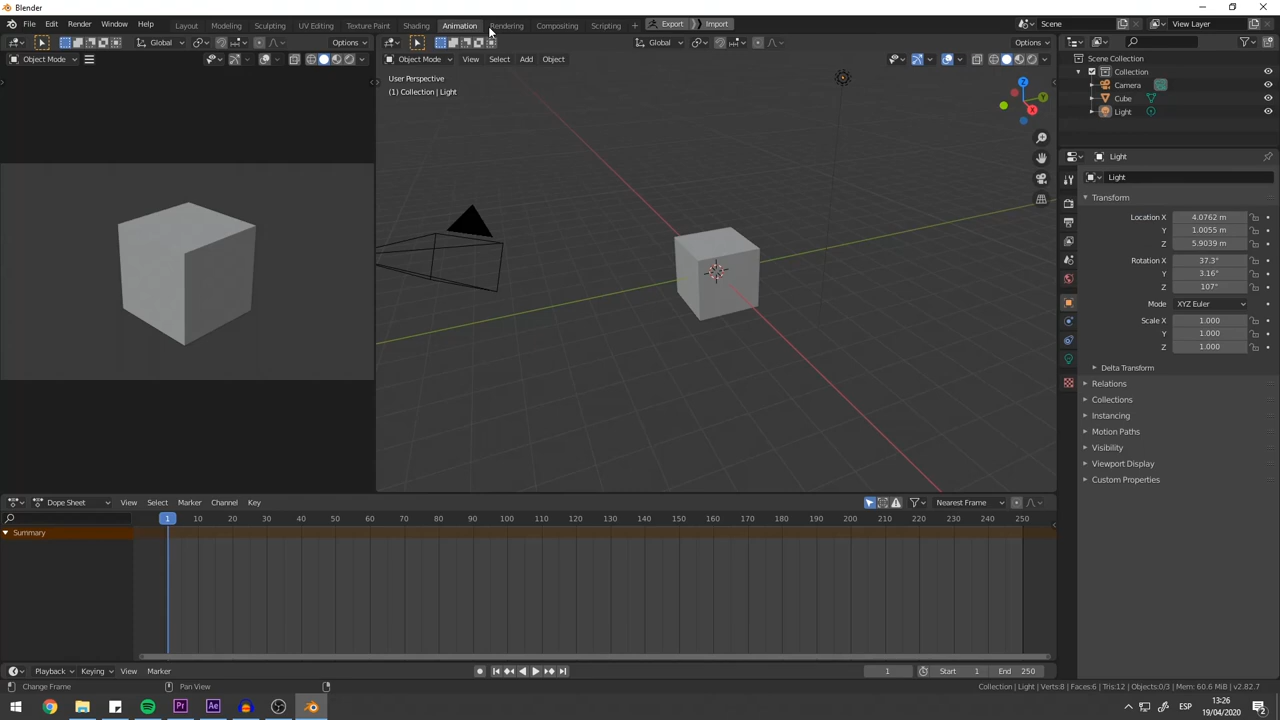 Blender
File Edit Render Window Help Layout Modeling Sculpting UV Editing Texture Paint Shading Animation Rendering Compositing Scripting + Export Import Scene View Layer
Global Options Global Options
Object Mode Object Mode View Select Add Object
User Perspective
(1) Collection | Light
Z
Y
X
Scene Collection
Collection
Camera
Cube
Light
Light
Light
Transform
Location X 4.0762 m
Y 1.0055 m
Z 5.9039 m
Rotation X 37.3°
Y 3.16°
Z 107°
Mode XYZ Euler
Scale X 1.000
Y 1.000
Z 1.000
Delta Transform
Relations
Collections
Instancing
Motion Paths
Visibility
Viewport Display
Custom Properties
Dope Sheet View Select Marker Channel Key Nearest Frame
1 10 20 30 40 50 60 70 80 90 100 110 120 130 140 150 160 170 180 190 200 210 220 230 240 250
Summary
Playback Keying View Marker 1 Start 1 End 250
Change Frame Pan View Collection | Light | Verts:8 | Faces:6 | Tris:12 | Objects:0/3 | Mem: 60.6 MiB | v2.82.7
Pr Ae ESP 13:26
19/04/2020 2